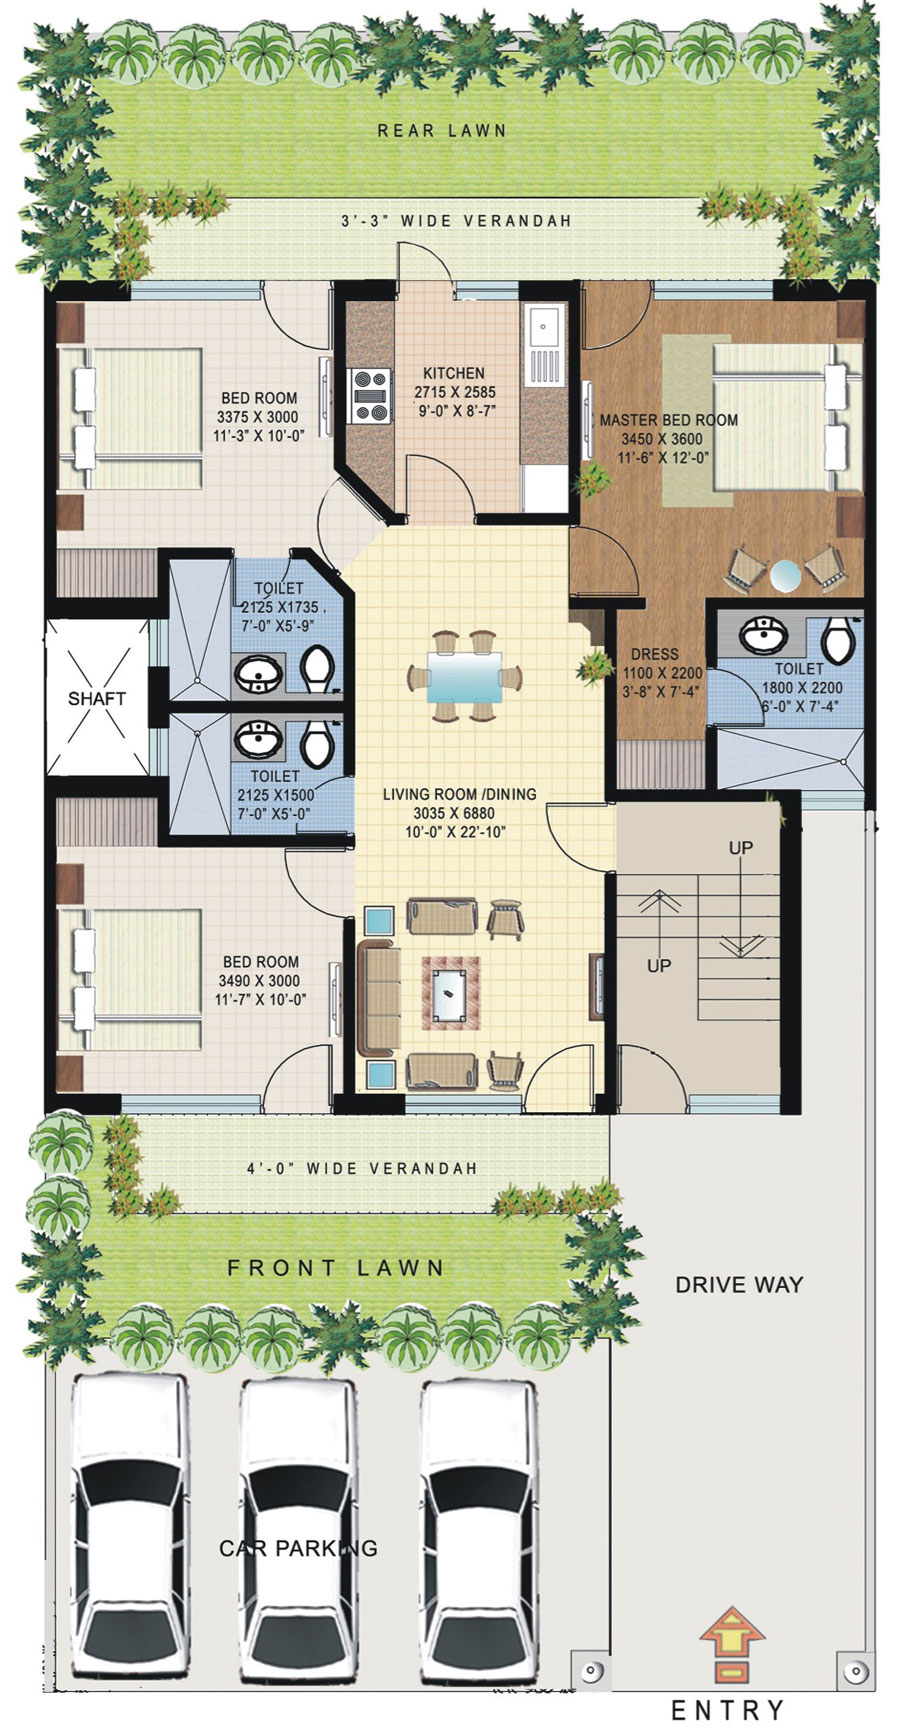 REAR LAWN
3'-3" WIDE VERANDAH
KITCHEN
2715 X 2585
9'-0" X 8'-7"
BED ROOM
3375 X 3000
11'-3" X 10'-0"
MASTER BED ROOM
3450 X 3600
11'-6" X 12'-0"
TOILET
2125 X1735
7'-0" X5'-9"
SHAFT
DRESS
1100 X 2200
3'-8" X 7'-4"
TOILET
1800 X 2200
6'-0" X 7'-4"
TOILET
2125 X1500
7'-0" X5'-0"
LIVING ROOM /DINING
3035 X 6880
10'-0" X 22'-10"
UP
UP
BED ROOM
3490 X 3000
11'-7" X 10'-0"
4'-0" WIDE VERANDAH
FRONT LAWN
DRIVE WAY
CAR PARKING
ENTRY